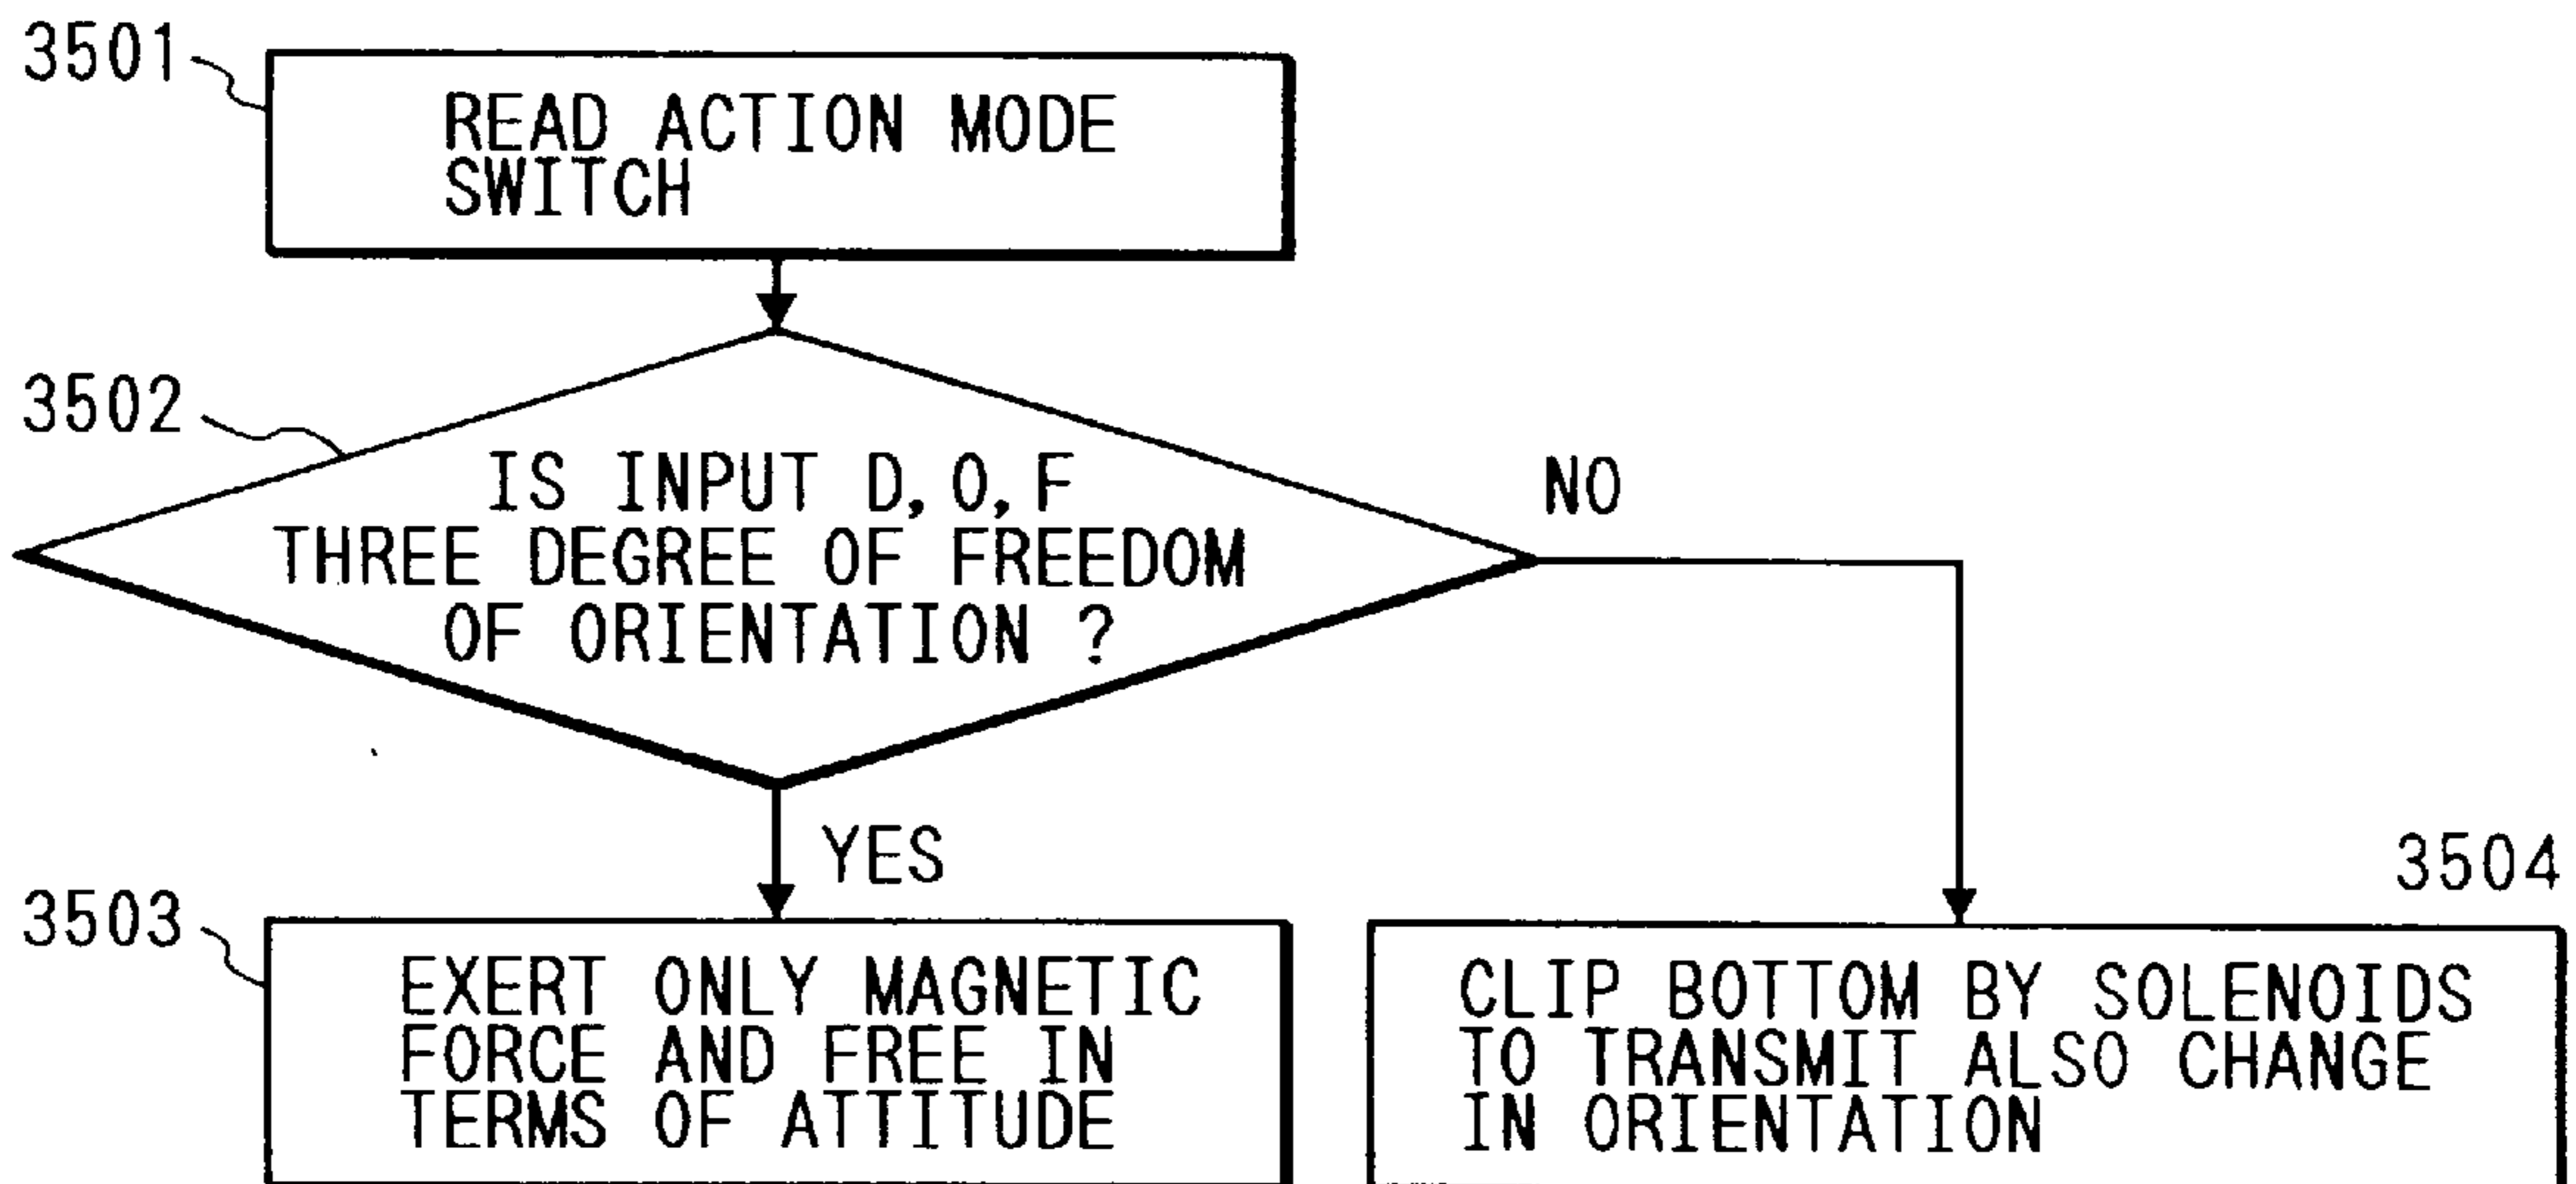 3501
READ ACTION MODE
SWITCH
3502
IS INPUT D,O,F
THREE DEGREE OF FREEDOM
OF ORIENTATION ?
NO
YES
3503
EXERT ONLY MAGNETIC
FORCE AND FREE IN
TERMS OF ATTITUDE
3504
CLIP BOTTOM BY SOLENOIDS
TO TRANSMIT ALSO CHANGE
IN ORIENTATION